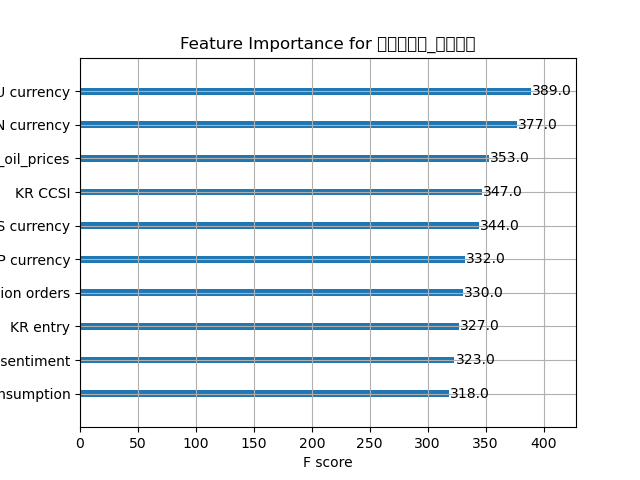 Feature Importance for □□□□□_□□□□
U currency
389.0
N currency
377.0
_oil_prices
353.0
KR CCSI
347.0
S currency
344.0
P currency
332.0
ion orders
330.0
KR entry
327.0
sentiment
323.0
nsumption
318.0
0 50 100 150 200 250 300 350 400
F score